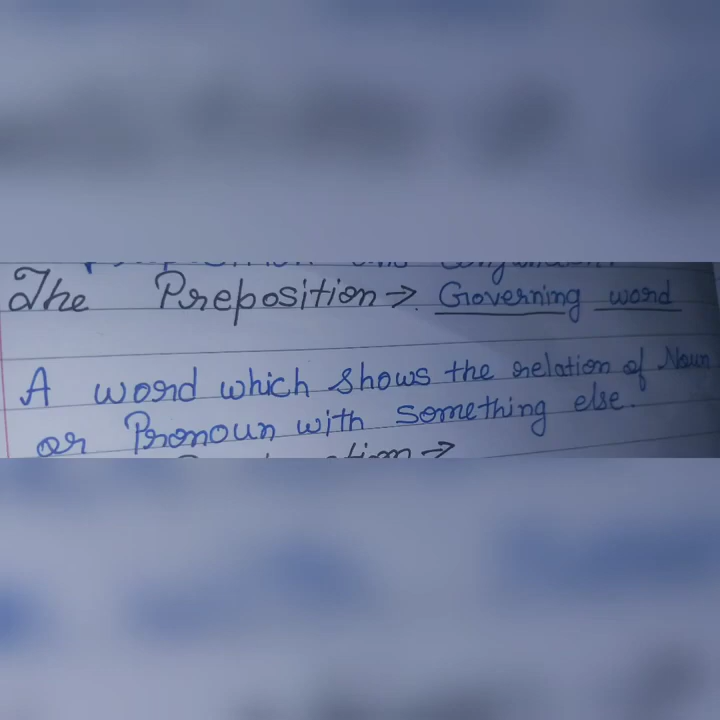 The Preposition → Governing word
A word which shows the relation of Noun
or Pronoun with something else.